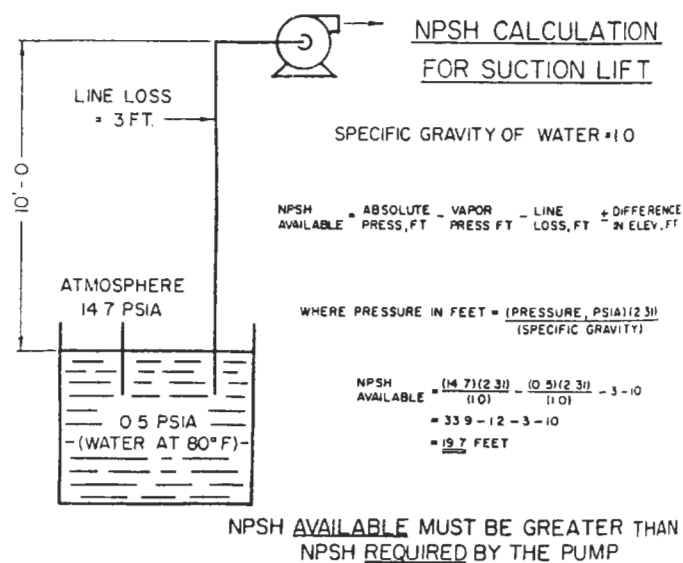 NPSH CALCULATION
FOR SUCTION LIFT
LINE LOSS
= 3 FT.
SPECIFIC GRAVITY OF WATER = 1 0
10'-0
NPSH AVAILABLE = ABSOLUTE PRESS, FT - VAPOR PRESS FT - LINE LOSS, FT ± DIFFERENCE IN ELEV, FT
ATMOSPHERE
14 7 PSIA
WHERE PRESSURE IN FEET = (PRESSURE, PSIA)(2 31)
(SPECIFIC GRAVITY)
NPSH AVAILABLE = (14 7)(2 31) / (1 0) - (0 5)(2 31) / (1 0) - 3 - 10
= 33 9 - 1 2 - 3 - 10
= 19 7 FEET
0 5 PSIA
(WATER AT 80° F)
NPSH AVAILABLE MUST BE GREATER THAN
NPSH REQUIRED BY THE PUMP